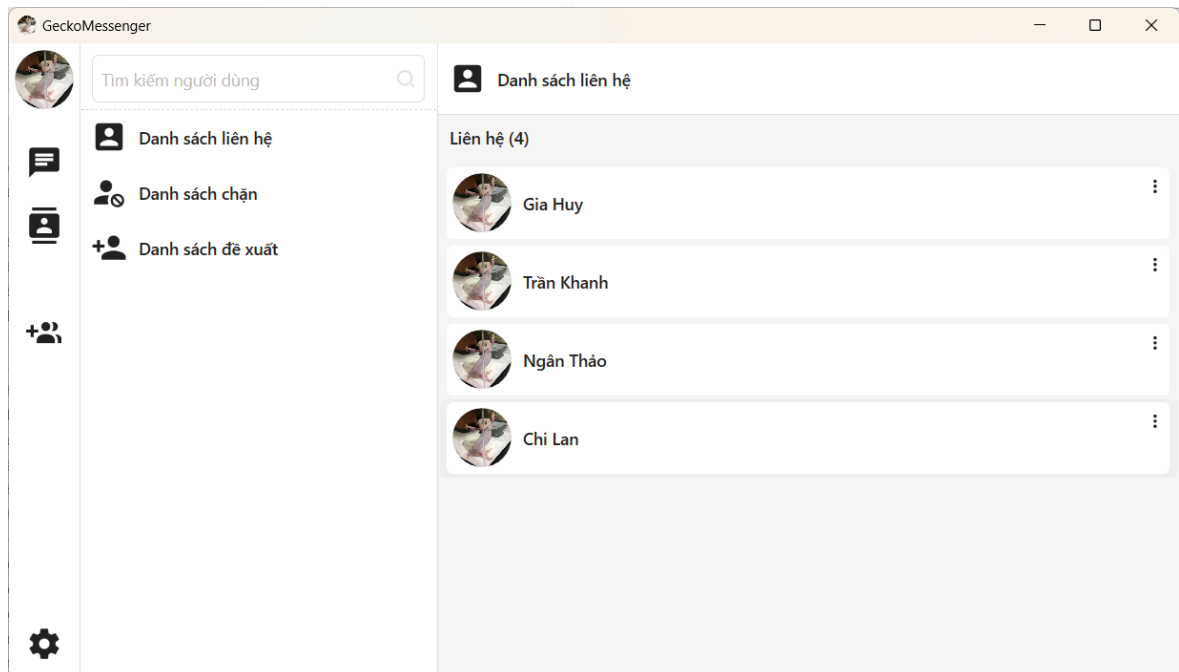 GeckoMessenger
Tìm kiếm người dùng
Danh sách liên hệ
Danh sách chặn
Danh sách đề xuất
Danh sách liên hệ
Liên hệ (4)
Gia Huy
Trần Khanh
Ngân Thảo
Chi Lan